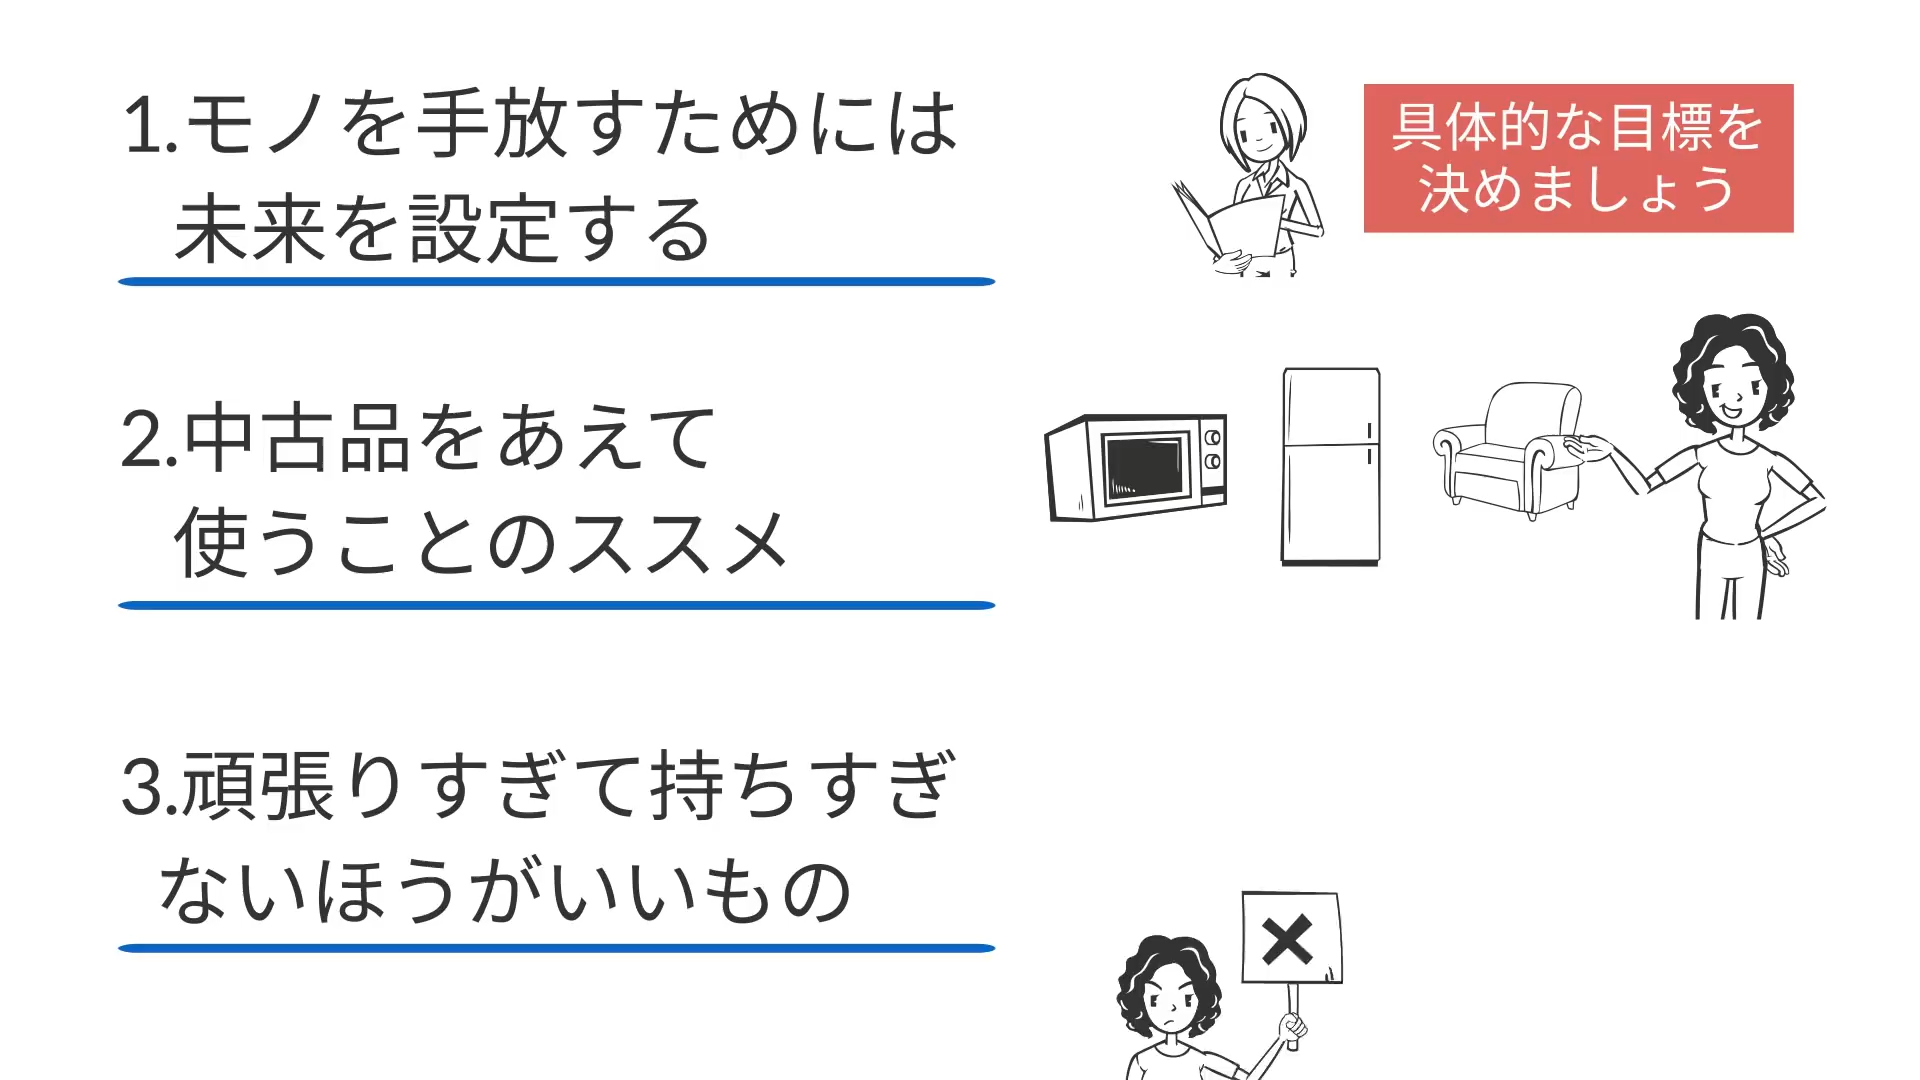 1.モノを手放すためには
未来を設定する
具体的な目標を
決めましょう
2.中古品をあえて
使うことのススメ
3.頑張りすぎて持ちすぎ
ないほうがいいもの